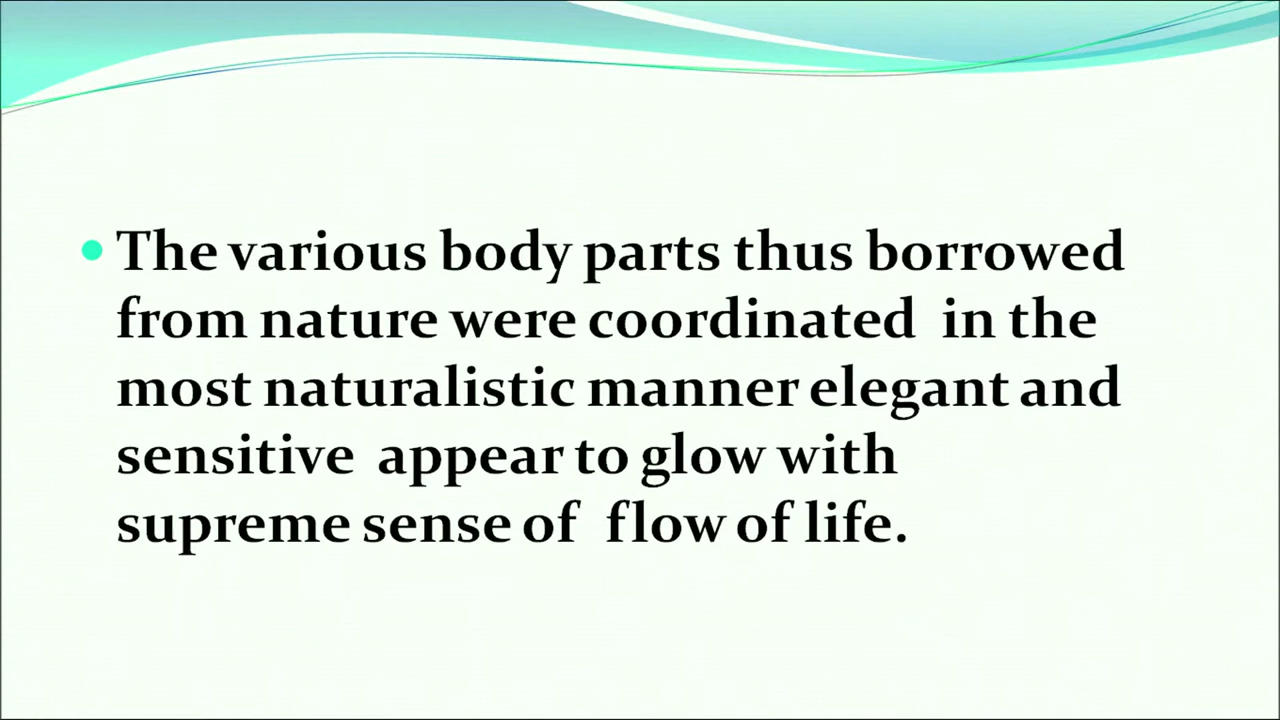 The various body parts thus borrowed
from nature were coordinated  in the
most naturalistic manner elegant and
sensitive  appear to glow with
supreme sense of  flow of life.